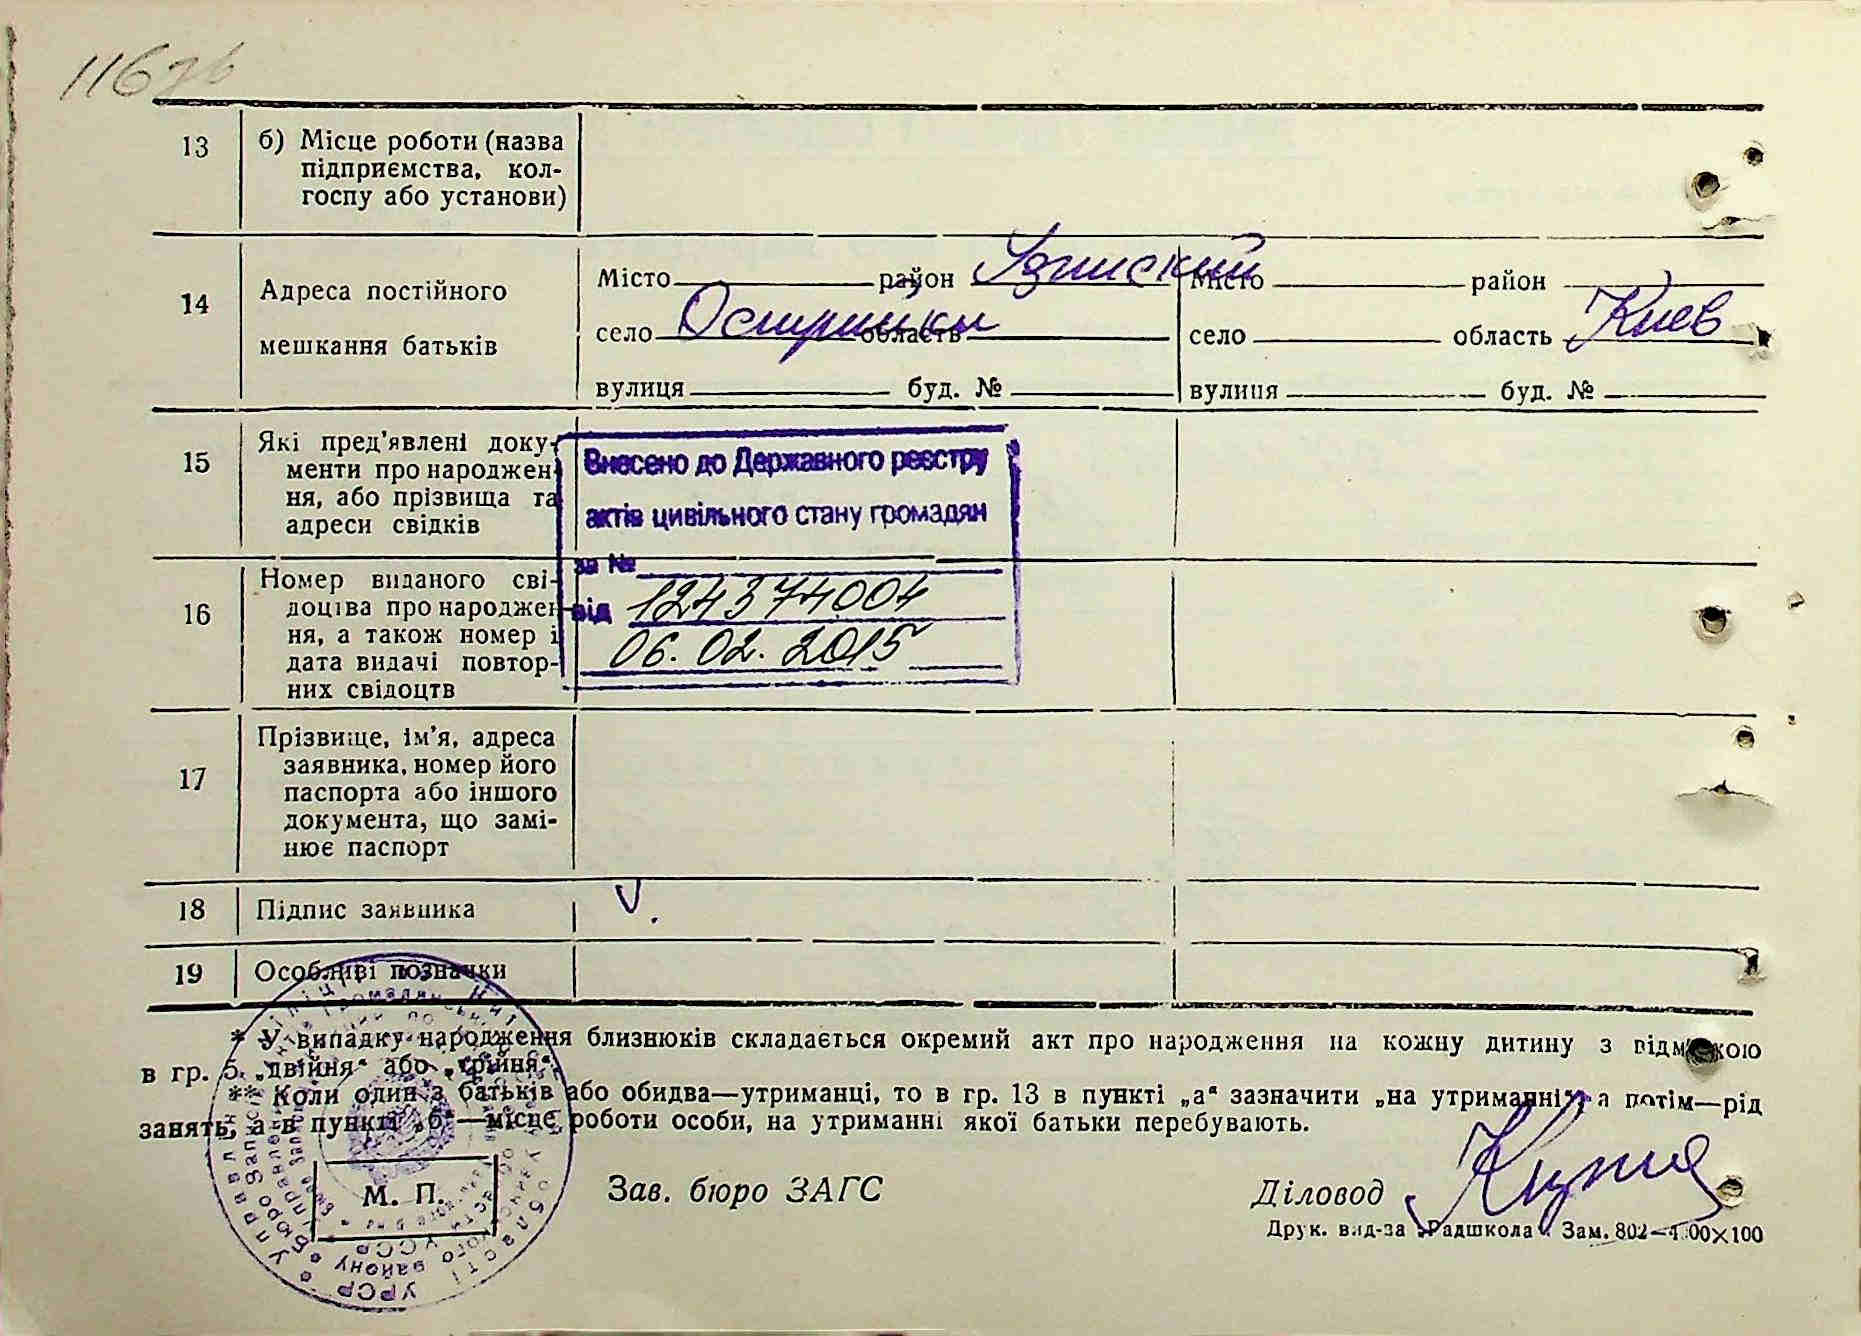 13
б) Місце роботи (назва
підприємства, кол-
госпу або установи)
14
Адреса постійного
мешкання батьків
Місто район Узинский Місто район
село Острийки область село область Киев
вулиця буд. № вулиця буд. №
15
Які пред'явлені доку-
менти про народжен
ня, або прізвища та
адреси свідків
Внесено до Державного реєстру
актів цивільного стану громадян
за №
від 124374004
06.02.2015
16
Номер виданого сві-
доцтва про народжен
ня, а також номер і
дата видачі повтор-
них свідоцтв
17
Прізвище, ім'я, адреса
заявника, номер його
паспорта або іншого
документа, що замі-
нює паспорт
18
Підпис заявника
19
Особливі позначки
* У випадку народження близнюків складається окремий акт про народження на кожну дитину з відміткою
в гр. 5 „двійня“ або „трійня“.
** Коли один з батьків або обидва—утриманці, то в гр. 13 в пункті „а“ зазначити „на утриманні“, а потім—рід
занять, а в пункті „б“—місце роботи особи, на утриманні якої батьки перебувають.
М. П.
Зав. бюро ЗАГС
Діловод
Друк. вид-за „Радшкола“. Зам. 802—4.00×100